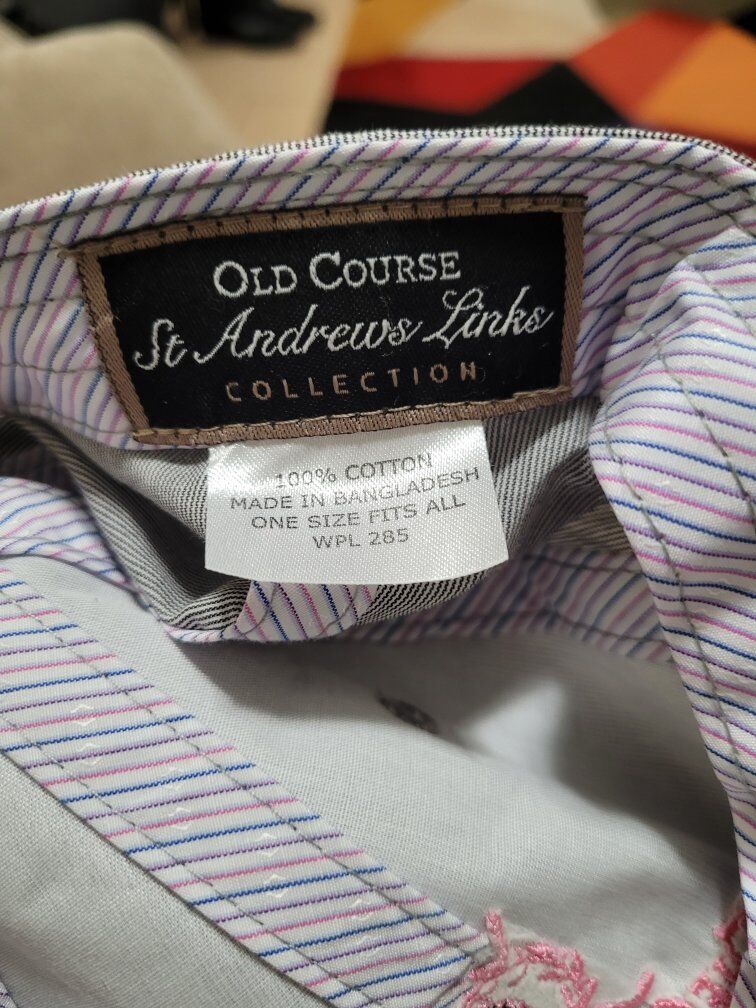 OLD COURSE
St Andrews Links
COLLECTION
100% COTTON
MADE IN BANGLADESH
ONE SIZE FITS ALL
WPL 285